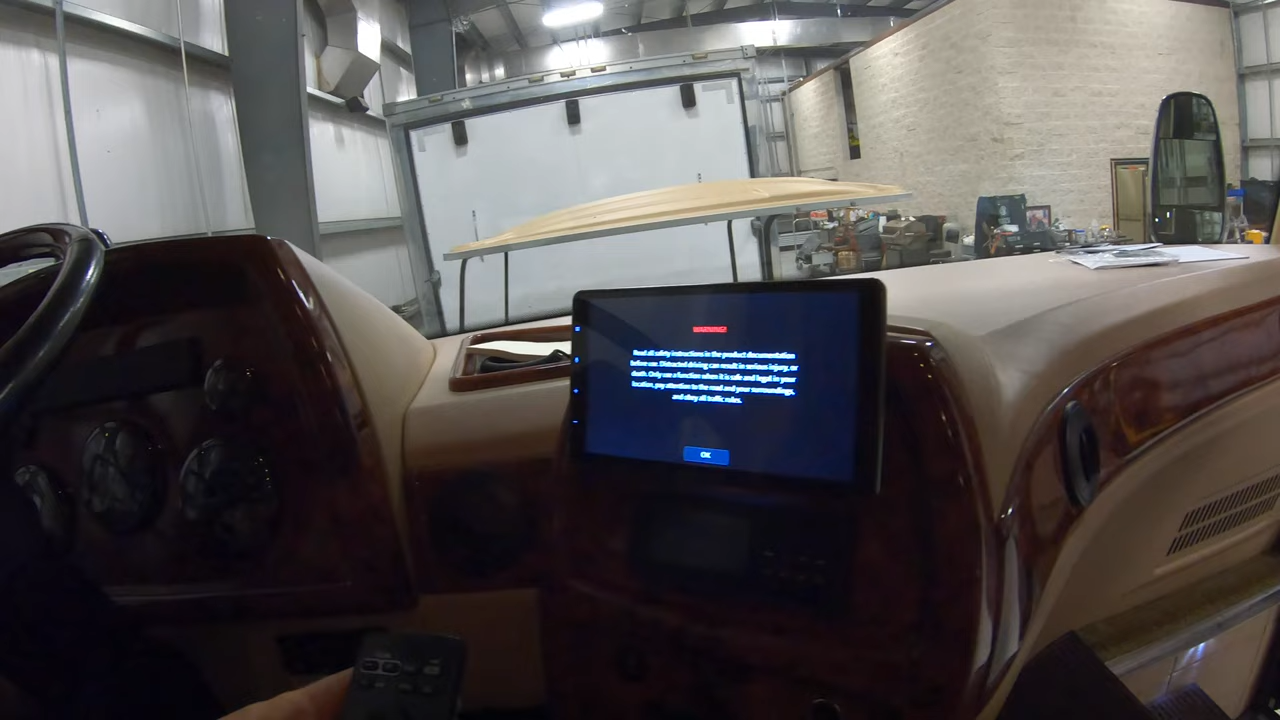 WARNING!
Read all safety instructions in the product documentation
before use. Distracted driving can result in serious injury, or
death. Only use a function when it is safe and legal in your
location, pay attention to the road and your surroundings,
and obey all traffic rules.
OK